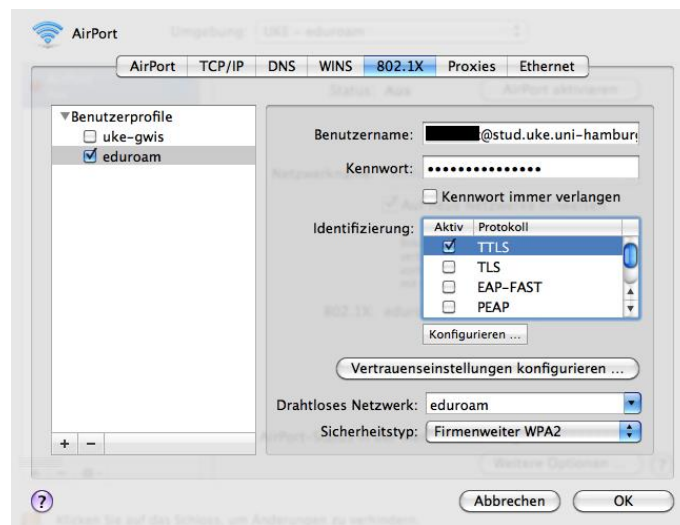 AirPort
AirPort TCP/IP DNS WINS 802.1X Proxies Ethernet
Benutzerprofile
uke-gwis
eduroam
Benutzername: @stud.uke.uni-hamburg
Kennwort: •••••••••••••••
Kennwort immer verlangen
Identifizierung: Aktiv Protokoll
TTLS
TLS
EAP-FAST
PEAP
Konfigurieren ...
Vertrauenseinstellungen konfigurieren ...
Drahtloses Netzwerk: eduroam
Sicherheitstyp: Firmenweiter WPA2
+ −
? Abbrechen OK